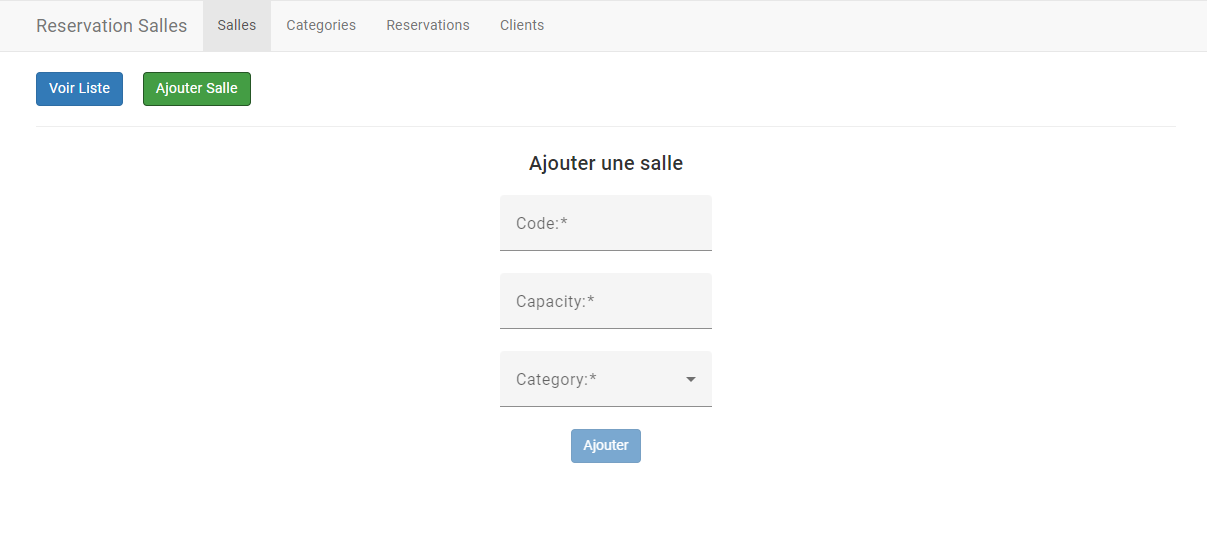 Reservation Salles Salles Categories Reservations Clients
Voir Liste Ajouter Salle
Ajouter une salle
Code:*
Capacity:*
Category:*
Ajouter